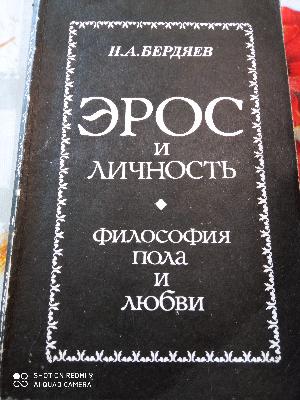 Н.А.БЕРДЯЕВ
ЭРОС
И
ЛИЧНОСТЬ
ФИЛОСОФИЯ
ПОЛА
И
ЛЮБВИ
SHOT ON REDMI 9
AI QUAD CAMERA